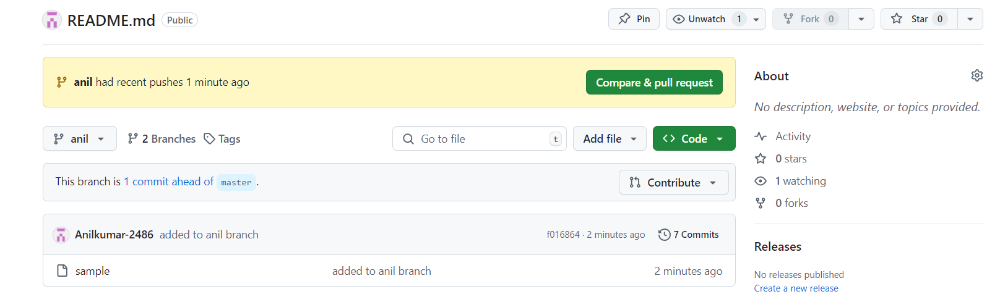 README.md Public Pin Unwatch 1 Fork 0 Star 0
anil had recent pushes 1 minute ago Compare & pull request
anil 2 Branches Tags Go to file t Add file Code
This branch is 1 commit ahead of master . Contribute
Anilkumar-2486 added to anil branch f016864 · 2 minutes ago 7 Commits
sample added to anil branch 2 minutes ago
About
No description, website, or topics provided.
Activity
0 stars
1 watching
0 forks
Releases
No releases published
Create a new release